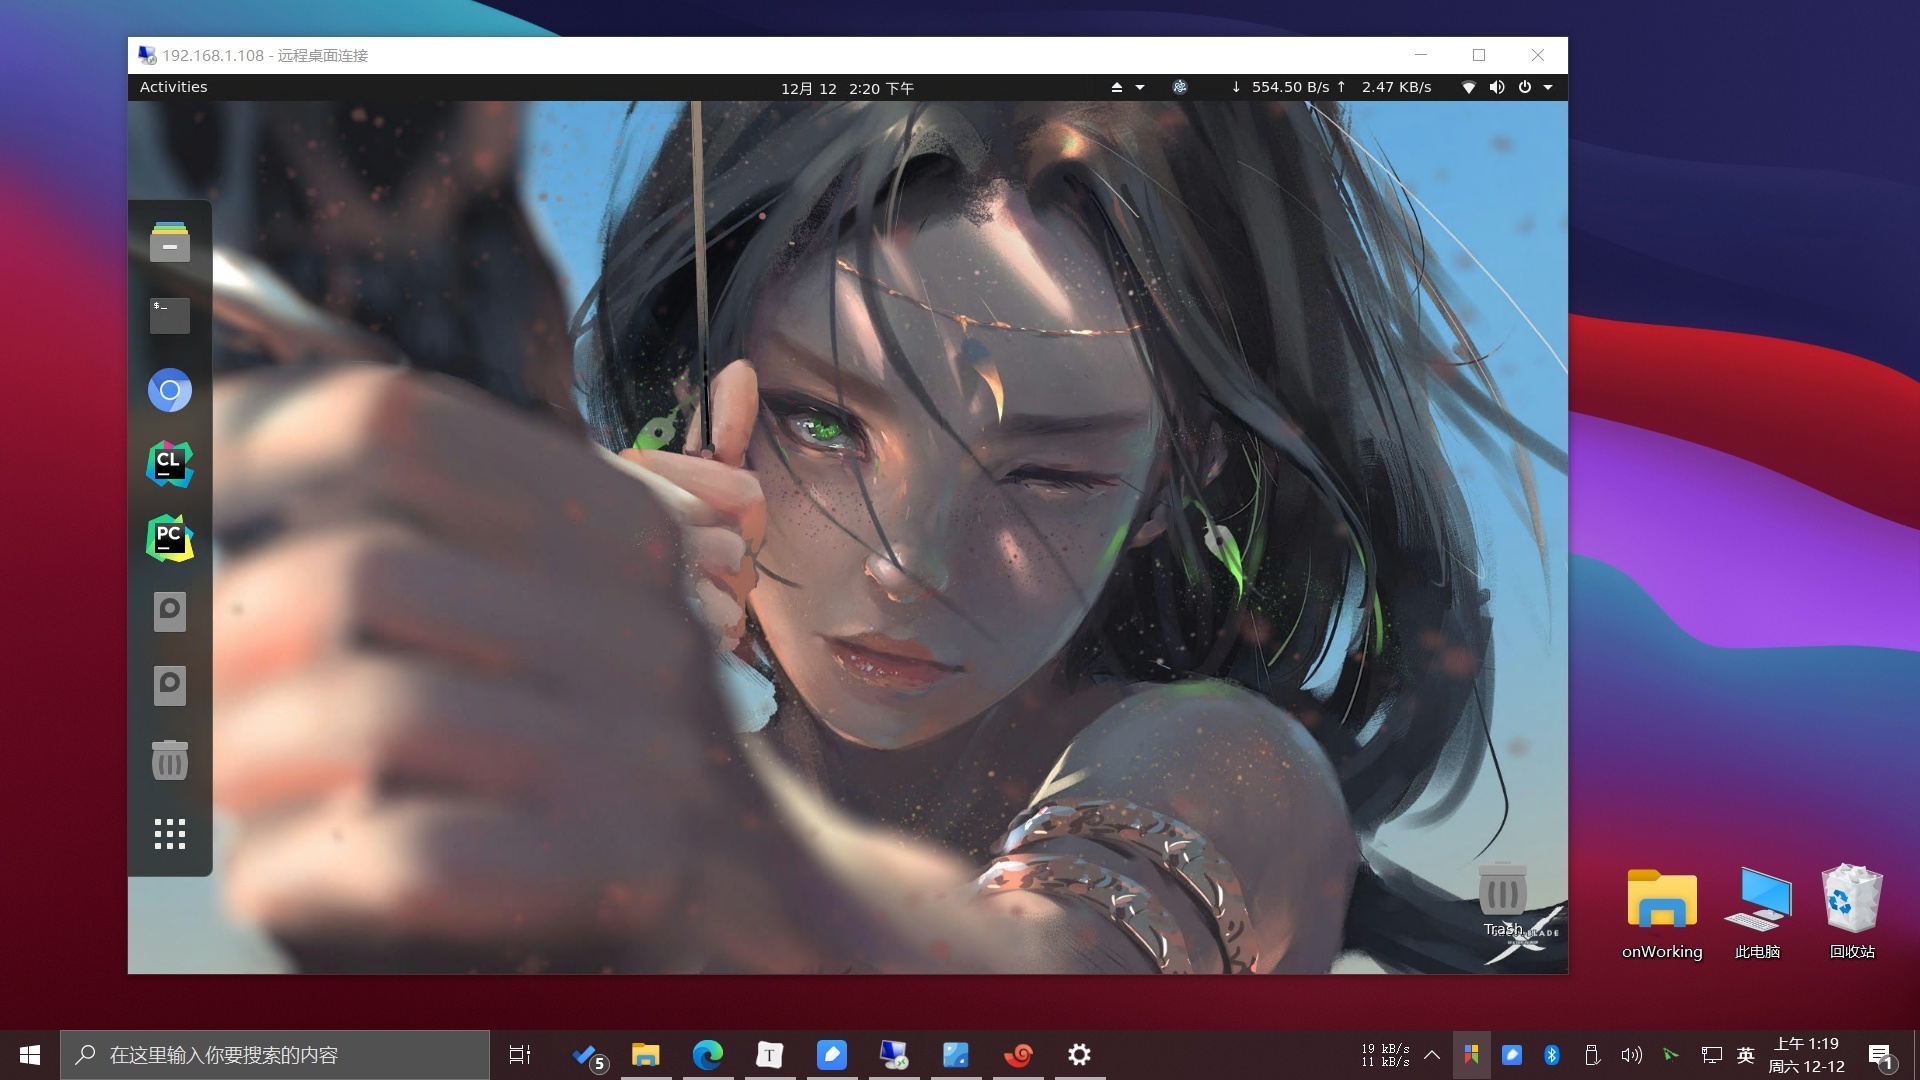 192.168.1.108 - 远程桌面连接
Activities
12月 12 2:20 下午
↓ 554.50 B/s ↑ 2.47 KB/s
$_
CL
PC
Trash
onWorking
此电脑
回收站
在这里输入你要搜索的内容
5
T
19 kB/s
11 kB/s
英
上午 1:19
周六 12-12
1